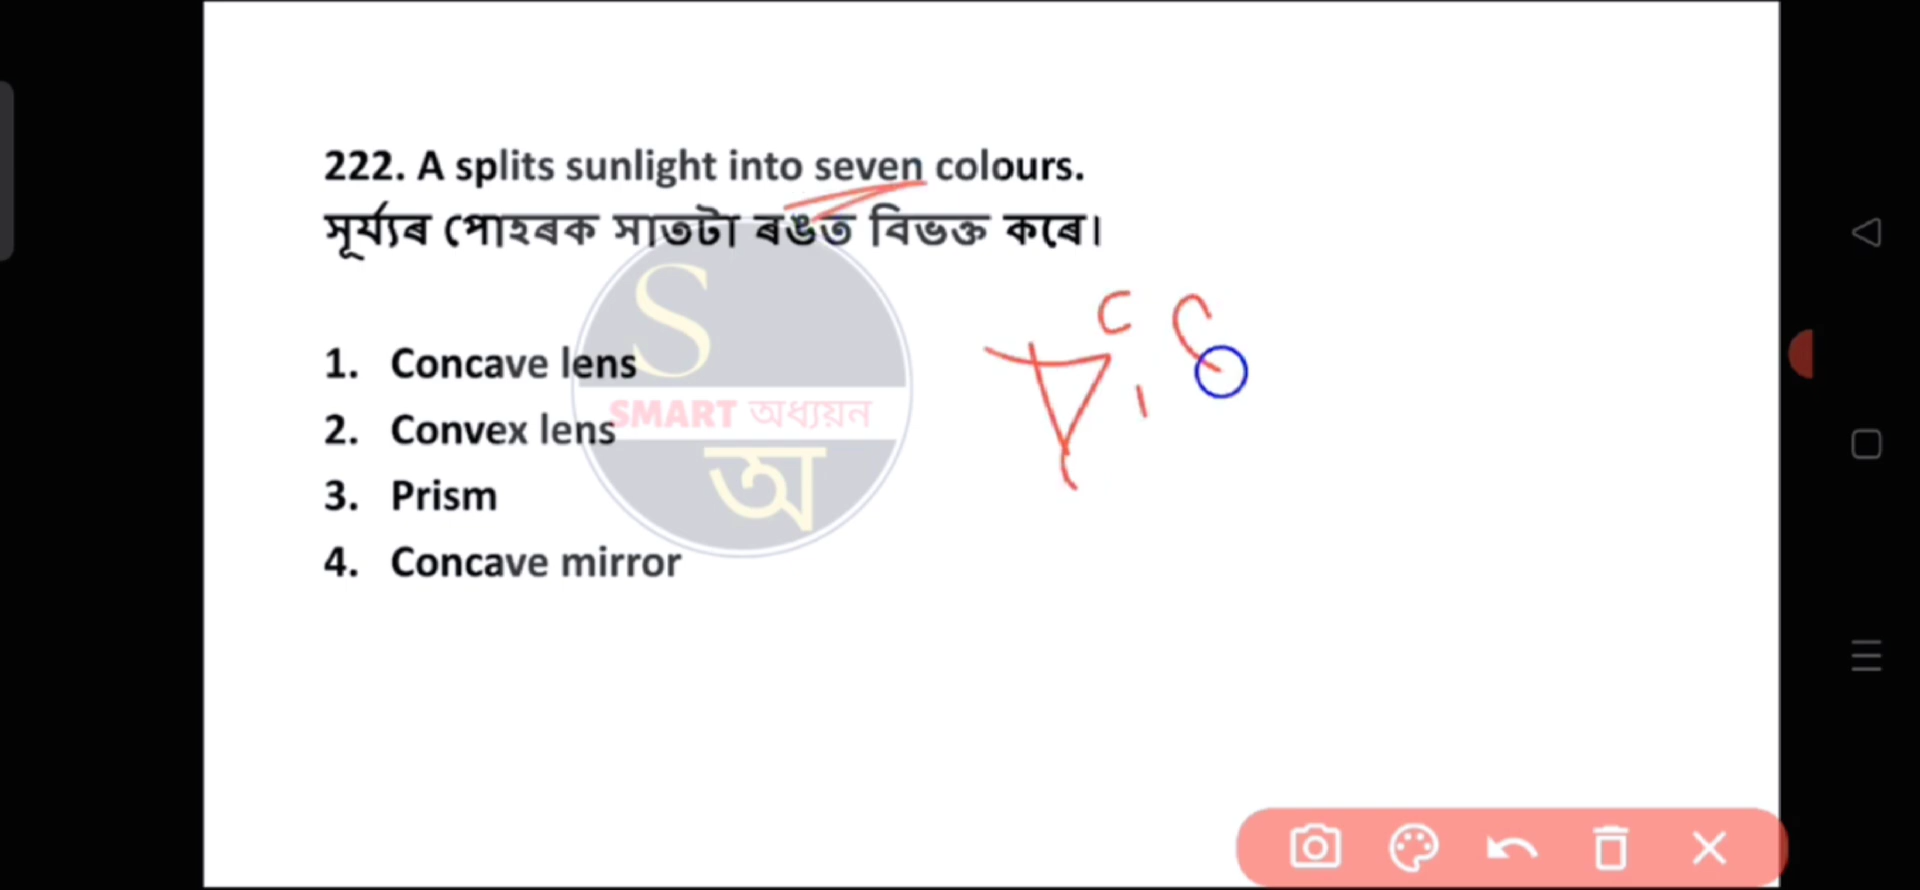 222. A splits sunlight into seven colours.
সূৰ্য্যৰ পোহৰক সাতটা ৰঙত বিভক্ত কৰে।
1. Concave lens
2. Convex lens
3. Prism
4. Concave mirror
S
SMART অধ্যয়ন
অ